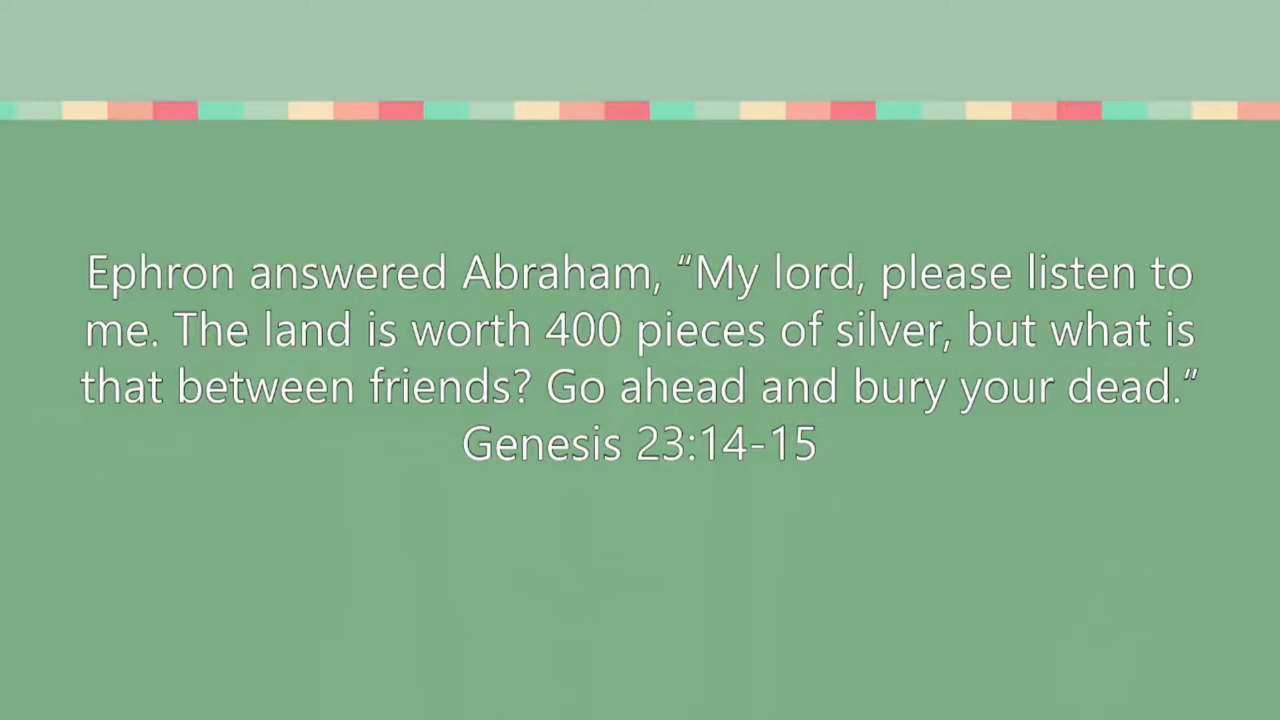 Ephron answered Abraham, “My lord, please listen to
me. The land is worth 400 pieces of silver, but what is
that between friends? Go ahead and bury your dead.”
Genesis 23:14-15